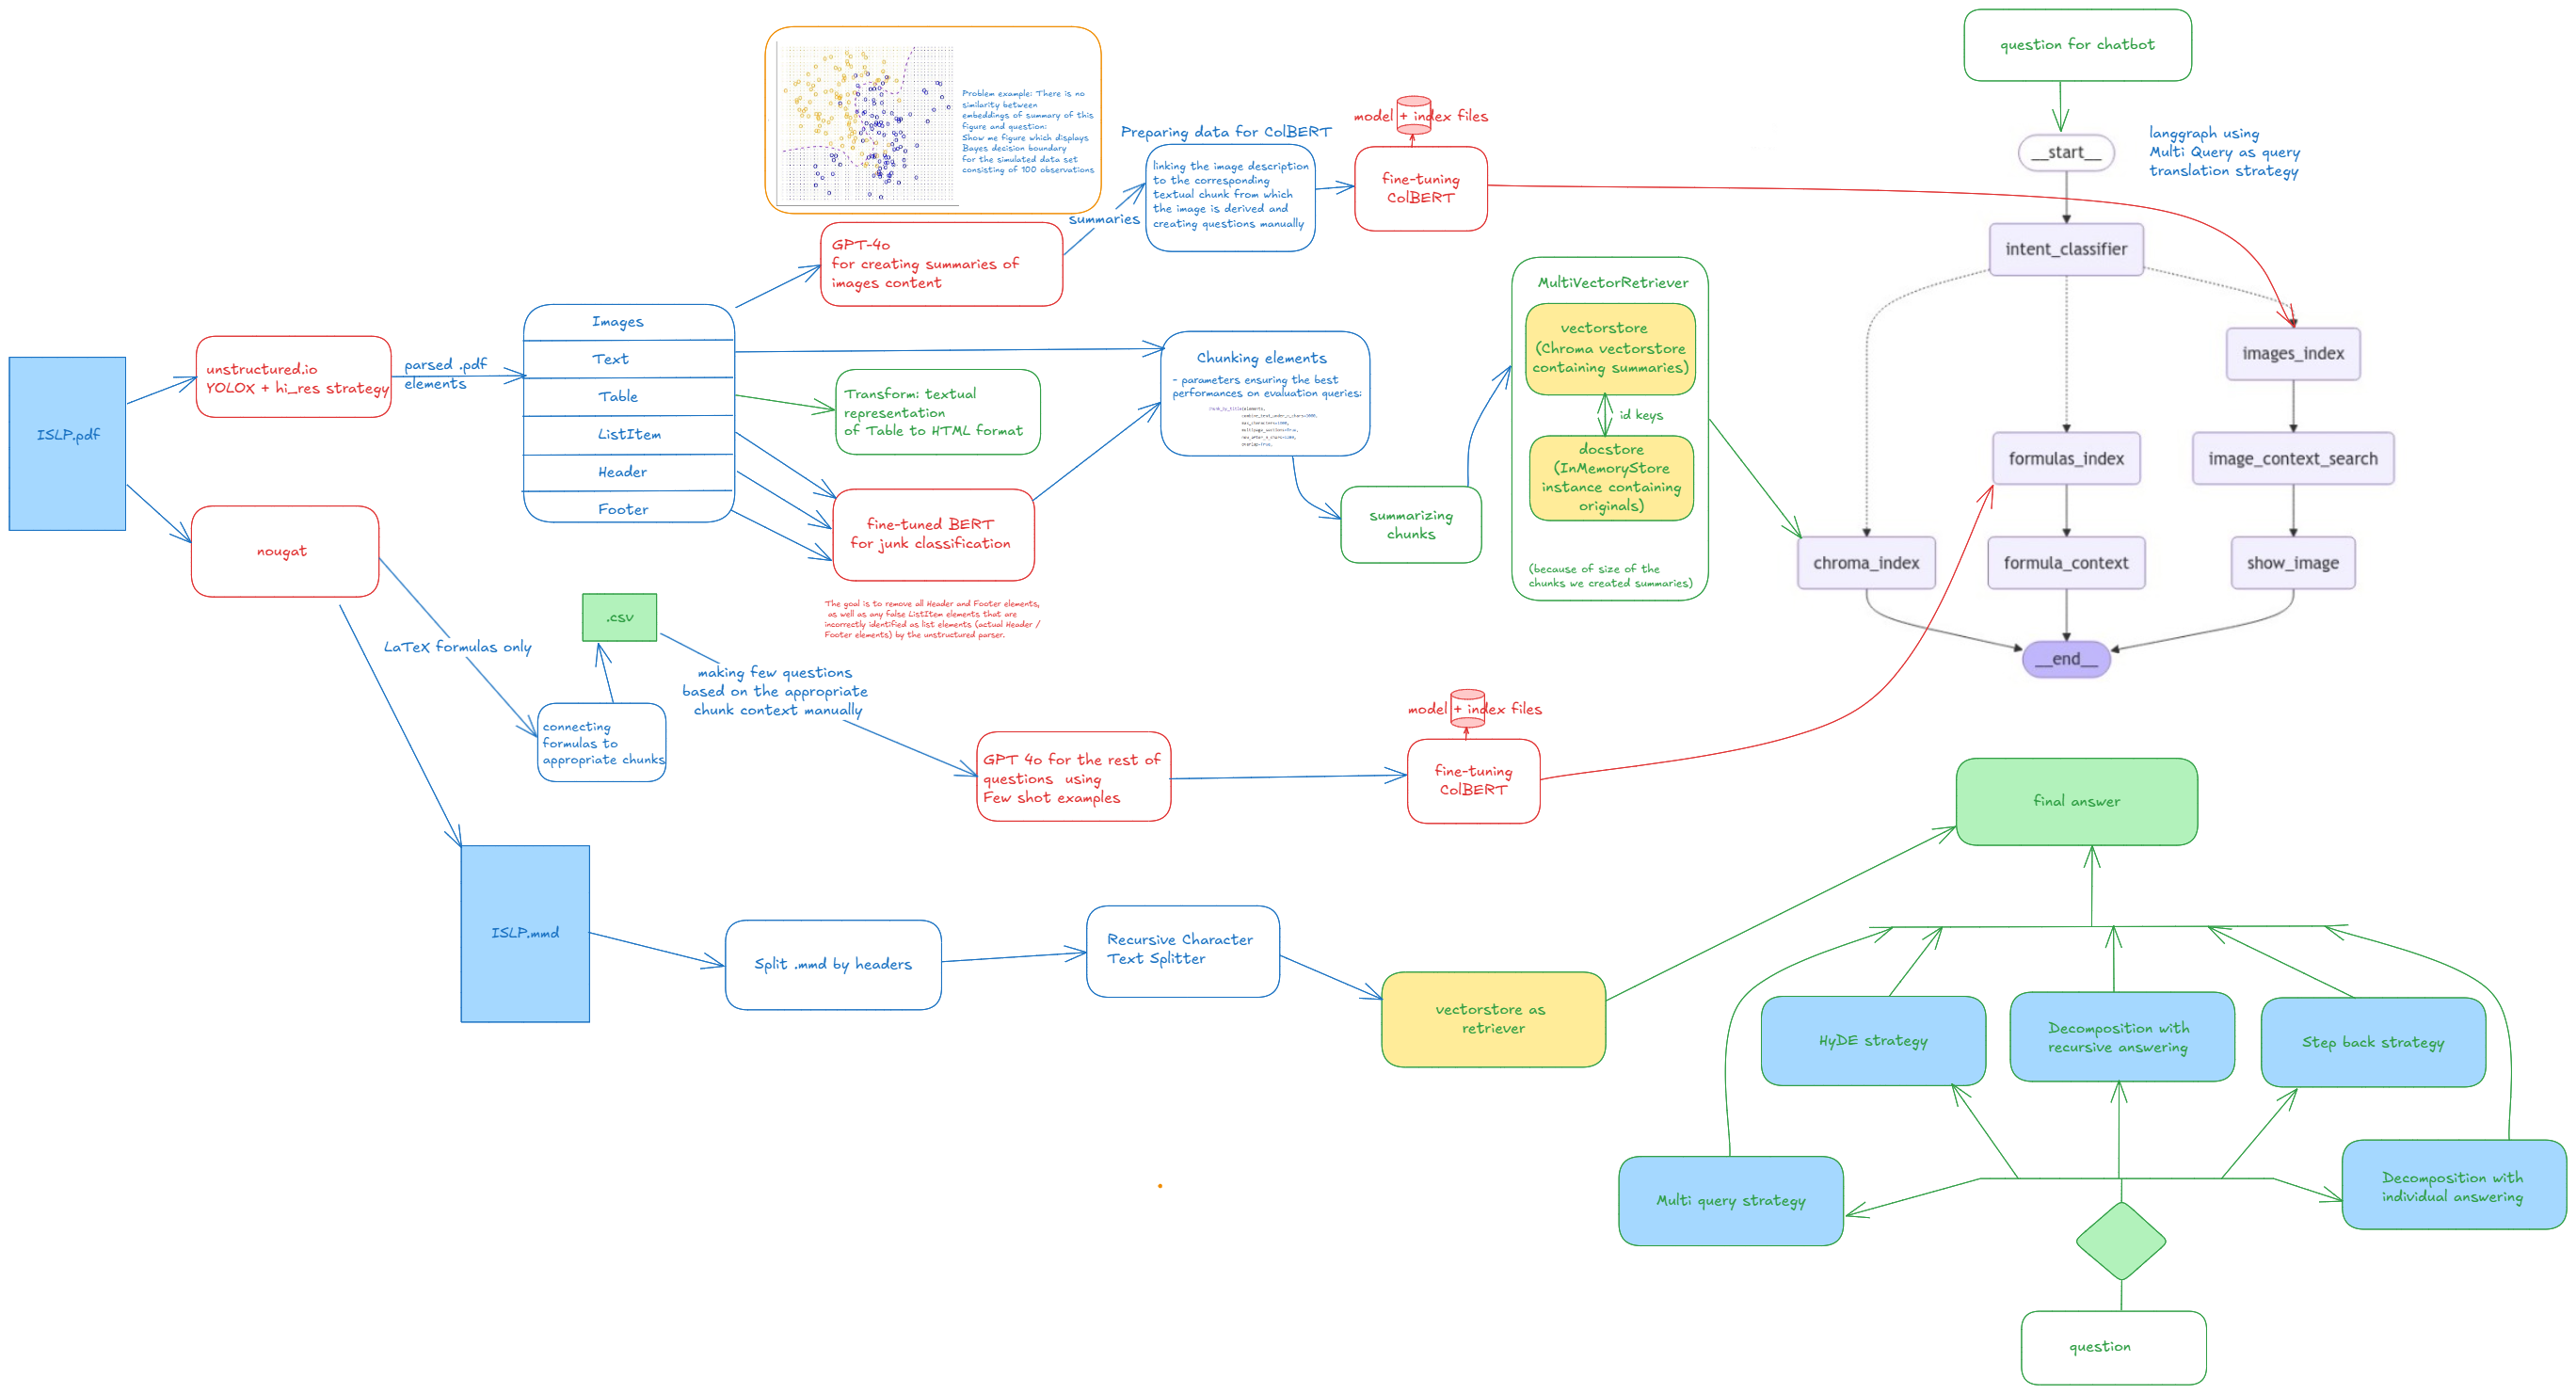 question for chatbot
__start__
langgraph using
Multi Query as query
translation strategy
intent_classifier
images_index
formulas_index
image_context_search
chroma_index
formula_context
show_image
__end__
Problem example: There is no
similarity between
embeddings of summary of this
figure and question:
Show me figure which displays
Bayes decision boundary
for the simulated data set
consisting of 100 observations
GPT-4o
for creating summaries of
images content
summaries
Preparing data for ColBERT
linking the image description
to the corresponding
textual chunk from which
the image is derived and
creating questions manually
model + index files
fine-tuning
ColBERT
ISLP.pdf
unstructured.io
YOLOX + hi_res strategy
parsed .pdf
elements
Images
Text
Table
ListItem
Header
Footer
Transform: textual
representation
of Table to HTML format
fine-tuned BERT
for junk classification
The goal is to remove all Header and Footer elements,
as well as any false ListItem elements that are
incorrectly identified as list elements (actual Header /
Footer elements) by the unstructured parser.
Chunking elements
- parameters ensuring the best
performances on evaluation queries:
summarizing
chunks
MultiVectorRetriever
vectorstore
(Chroma vectorstore
containing summaries)
id keys
docstore
(InMemoryStore
instance containing
originals)
(because of size of the
chunks we created summaries)
nougat
LaTeX formulas only
.csv
connecting
formulas to
appropriate chunks
making few questions
based on the appropriate
chunk context manually
GPT 4o for the rest of
questions using
Few shot examples
model + index files
fine-tuning
ColBERT
ISLP.mmd
Split .mmd by headers
Recursive Character
Text Splitter
vectorstore as
retriever
final answer
HyDE strategy
Decomposition with
recursive answering
Step back strategy
Multi query strategy
Decomposition with
individual answering
question